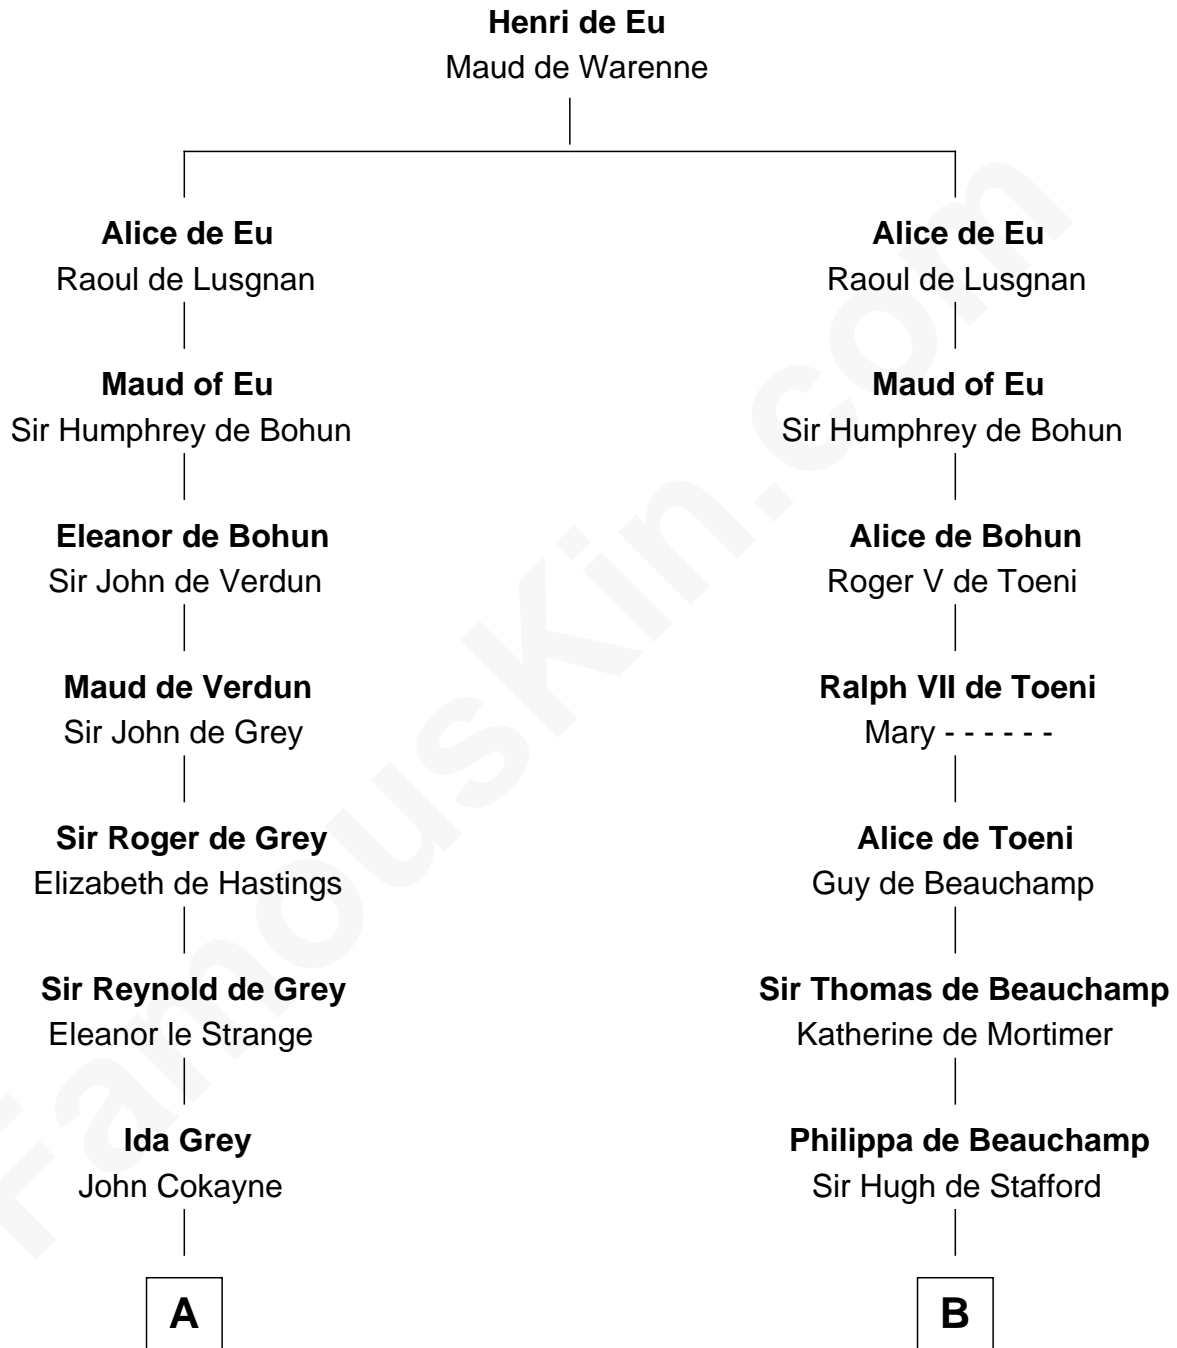 Henri de Eu
Maud de Warenne
Alice de Eu
Raoul de Lusgnan
Maud of Eu
Sir Humphrey de Bohun
Eleanor de Bohun
Sir John de Verdun
Maud de Verdun
Sir John de Grey
Sir Roger de Grey
Elizabeth de Hastings
Sir Reynold de Grey
Eleanor le Strange
Ida Grey
John Cokayne
A
Alice de Eu
Raoul de Lusgnan
Maud of Eu
Sir Humphrey de Bohun
Alice de Bohun
Roger V de Toeni
Ralph VII de Toeni
Mary - - - - - -
Alice de Toeni
Guy de Beauchamp
Sir Thomas de Beauchamp
Katherine de Mortimer
Philippa de Beauchamp
Sir Hugh de Stafford
B
FamousKin.com